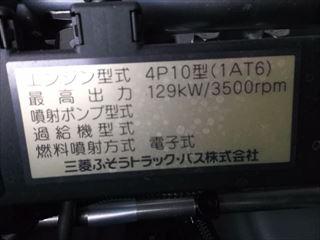 エンジン型式 4P10型(1AT6)
最高出力 129kW/3500rpm
噴射ポンプ型式
過給機型式
燃料噴射方式 電子式
三菱ふそうトラック・バス株式会社